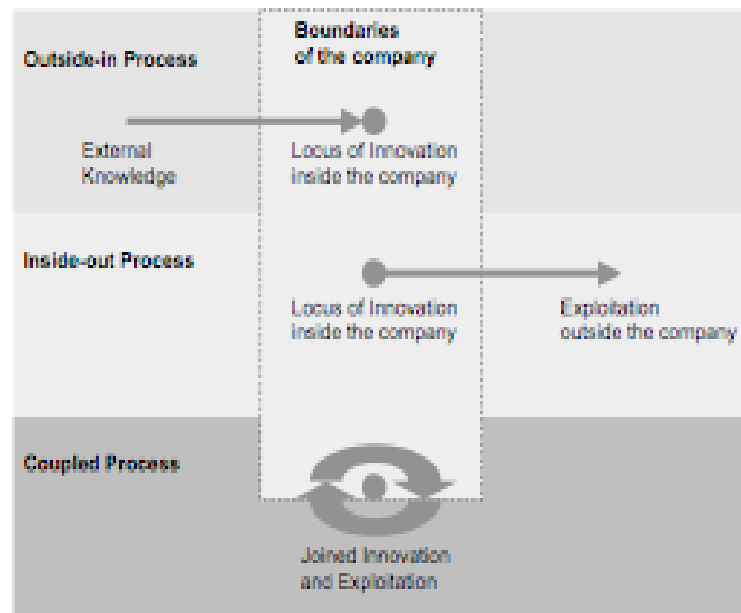 Boundaries
of the company
Outside-in Process
External
Knowledge
Locus of Innovation
inside the company
Inside-out Process
Locus of Innovation
inside the company
Exploitation
outside the company
Coupled Process
Joined Innovation
and Exploitation